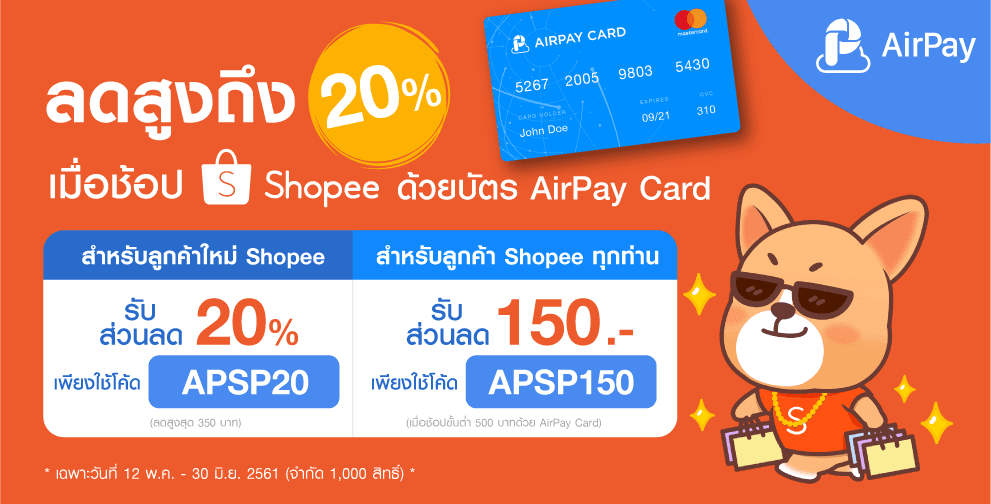 ลดสูงถึง 20%
AIRPAY CARD
mastercard
5267 2005 9803 5430
CARD HOLDER
John Doe
EXPIRES
09/21
CVC
310
AirPay
เมื่อช้อป S Shopee ด้วยบัตร AirPay Card
สำหรับลูกค้าใหม่ Shopee
รับส่วนลด 20%
เพียงใช้โค้ด APSP20
(ลดสูงสุด 350 บาท)
สำหรับลูกค้า Shopee ทุกท่าน
รับส่วนลด 150.-
เพียงใช้โค้ด APSP150
(เมื่อช้อปขั้นต่ำ 500 บาทด้วย AirPay Card)
S
* เฉพาะวันที่ 12 พ.ค. - 30 มิ.ย. 2561 (จำกัด 1,000 สิทธิ์) *